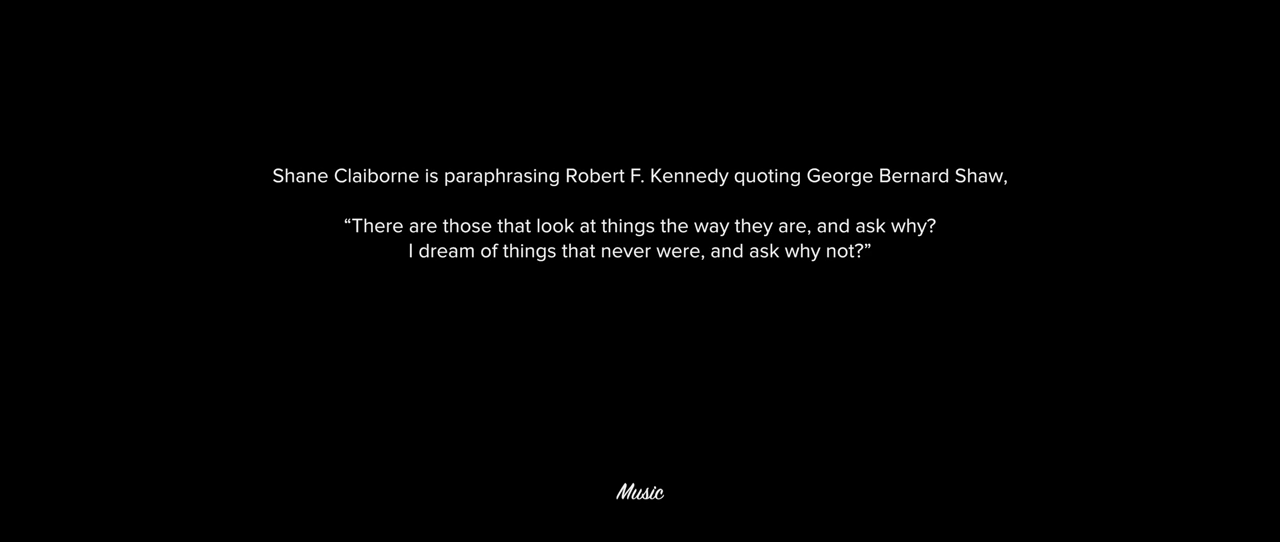 Shane Claiborne is paraphrasing Robert F. Kennedy quoting George Bernard Shaw,
“There are those that look at things the way they are, and ask why?
I dream of things that never were, and ask why not?”
Music